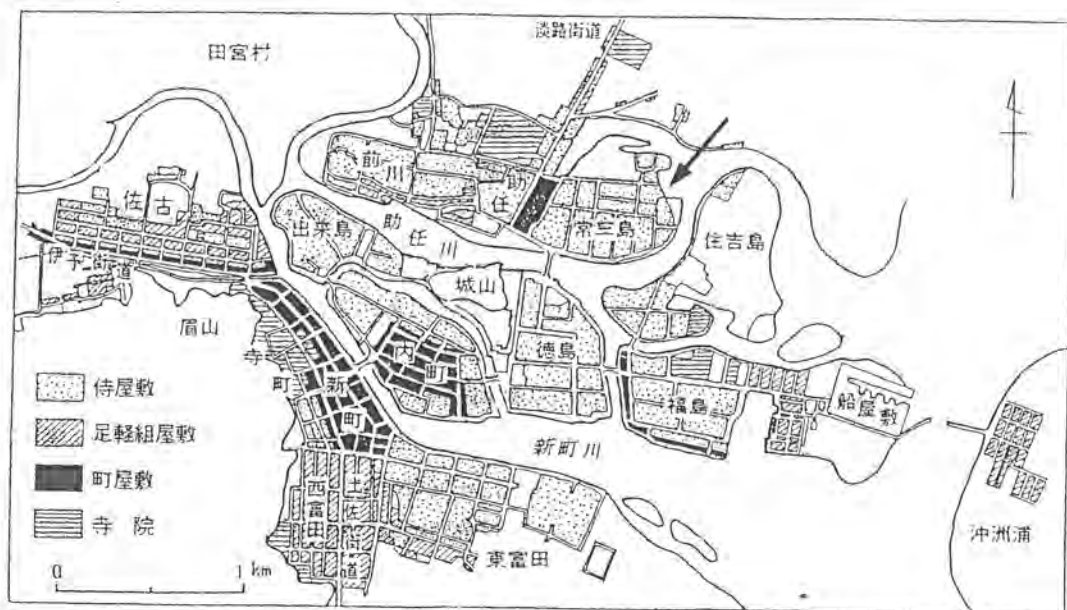 淡路街道
田宮村
前川
助任
佐古
出来島
助任川
常三島
住吉島
伊予街道
城山
眉山
徳島
寺町
内町
新町
福島
船屋敷
新町川
侍屋敷
足軽組屋敷
町屋敷
寺院
西富田
土佐街道
東富田
沖洲浦
0 1 km